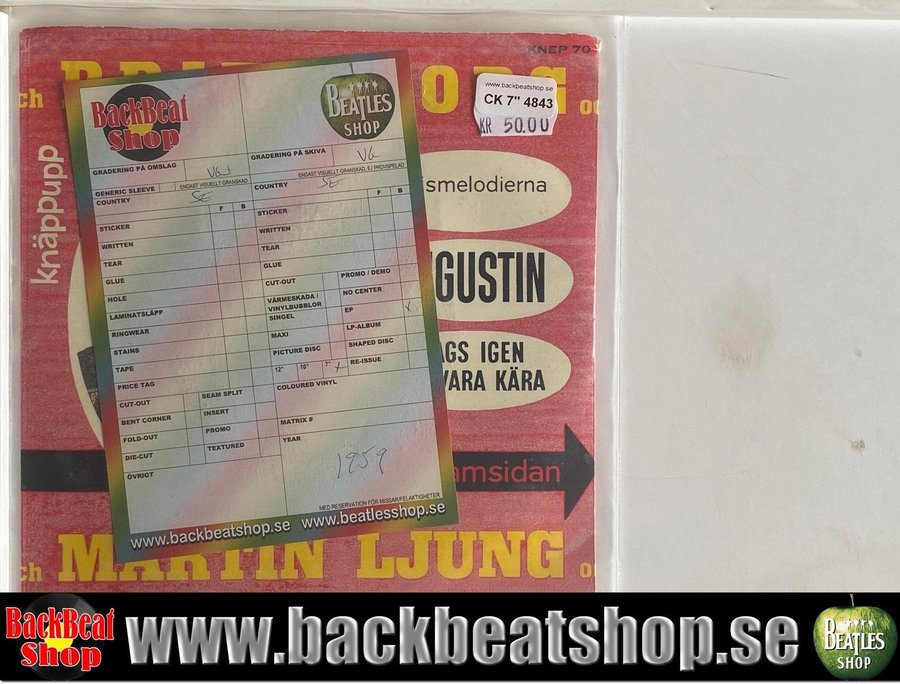 KNEP 70
ch
ORG
oc
www.backbeatshop.se
CK 7" 4843
KR 50.00
knäppupp
smelodierna
GUSTIN
GS IGEN
VARA KÄRA
amsidan
ch MARTIN LJUNG oc
BackBeat
Shop
BEATLES
SHOP
GRADERING PÅ OMSLAG
GRADERING PÅ SKIVA VG
ENDAST VISUELLT GRANSKAD
ENDAST VISUELLT GRANSKAD, EJ PROVSPELAD
GENERIC SLEEVE
COUNTRY SE
F B
STICKER
WRITTEN
TEAR
GLUE
HOLE
LAMINATSLÄPP
RINGWEAR
STAINS
TAPE
PRICE TAG
CUT-OUT
BENT CORNER
FOLD-OUT
DIE-CUT
SEAM SPLIT
INSERT
PROMO
TEXTURED
ÖVRIGT
COUNTRY SE
F B
STICKER
WRITTEN
TEAR
GLUE
CUT-OUT
PROMO / DEMO
VÄRMESKADA /
VINYLBUBBLOR
NO CENTER
SINGEL
EP X
MAXI
LP-ALBUM
PICTURE DISC
SHAPED DISC
12" 10" 7" X
RE-ISSUE
COLOURED VINYL
MATRIX #
YEAR
1959
MED RESERVATION FÖR MISSAR/FELAKTIGHETER
www.backbeatshop.se www.beatlesshop.se
BackBeat
Shop
www.backbeatshop.se
BEATLES
SHOP